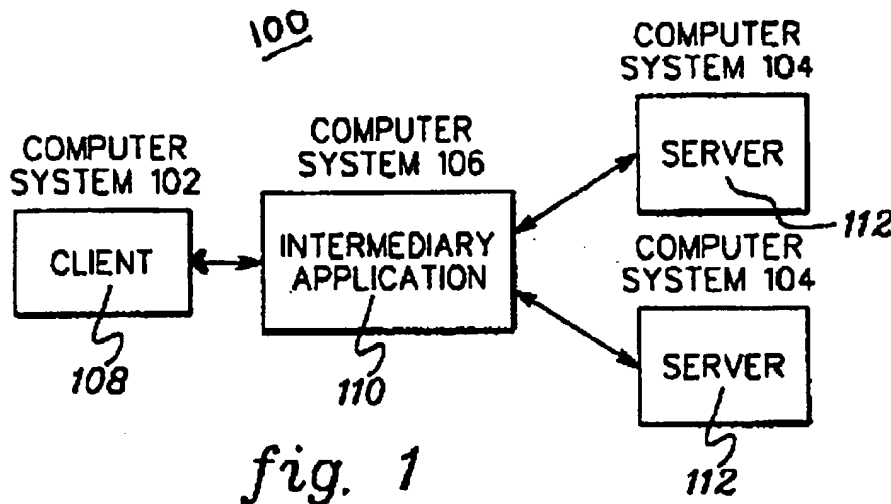 100
COMPUTER
SYSTEM 104
SERVER
112
COMPUTER
SYSTEM 106
INTERMEDIARY
APPLICATION
110
COMPUTER
SYSTEM 102
CLIENT
108
COMPUTER
SYSTEM 104
SERVER
112
fig. 1